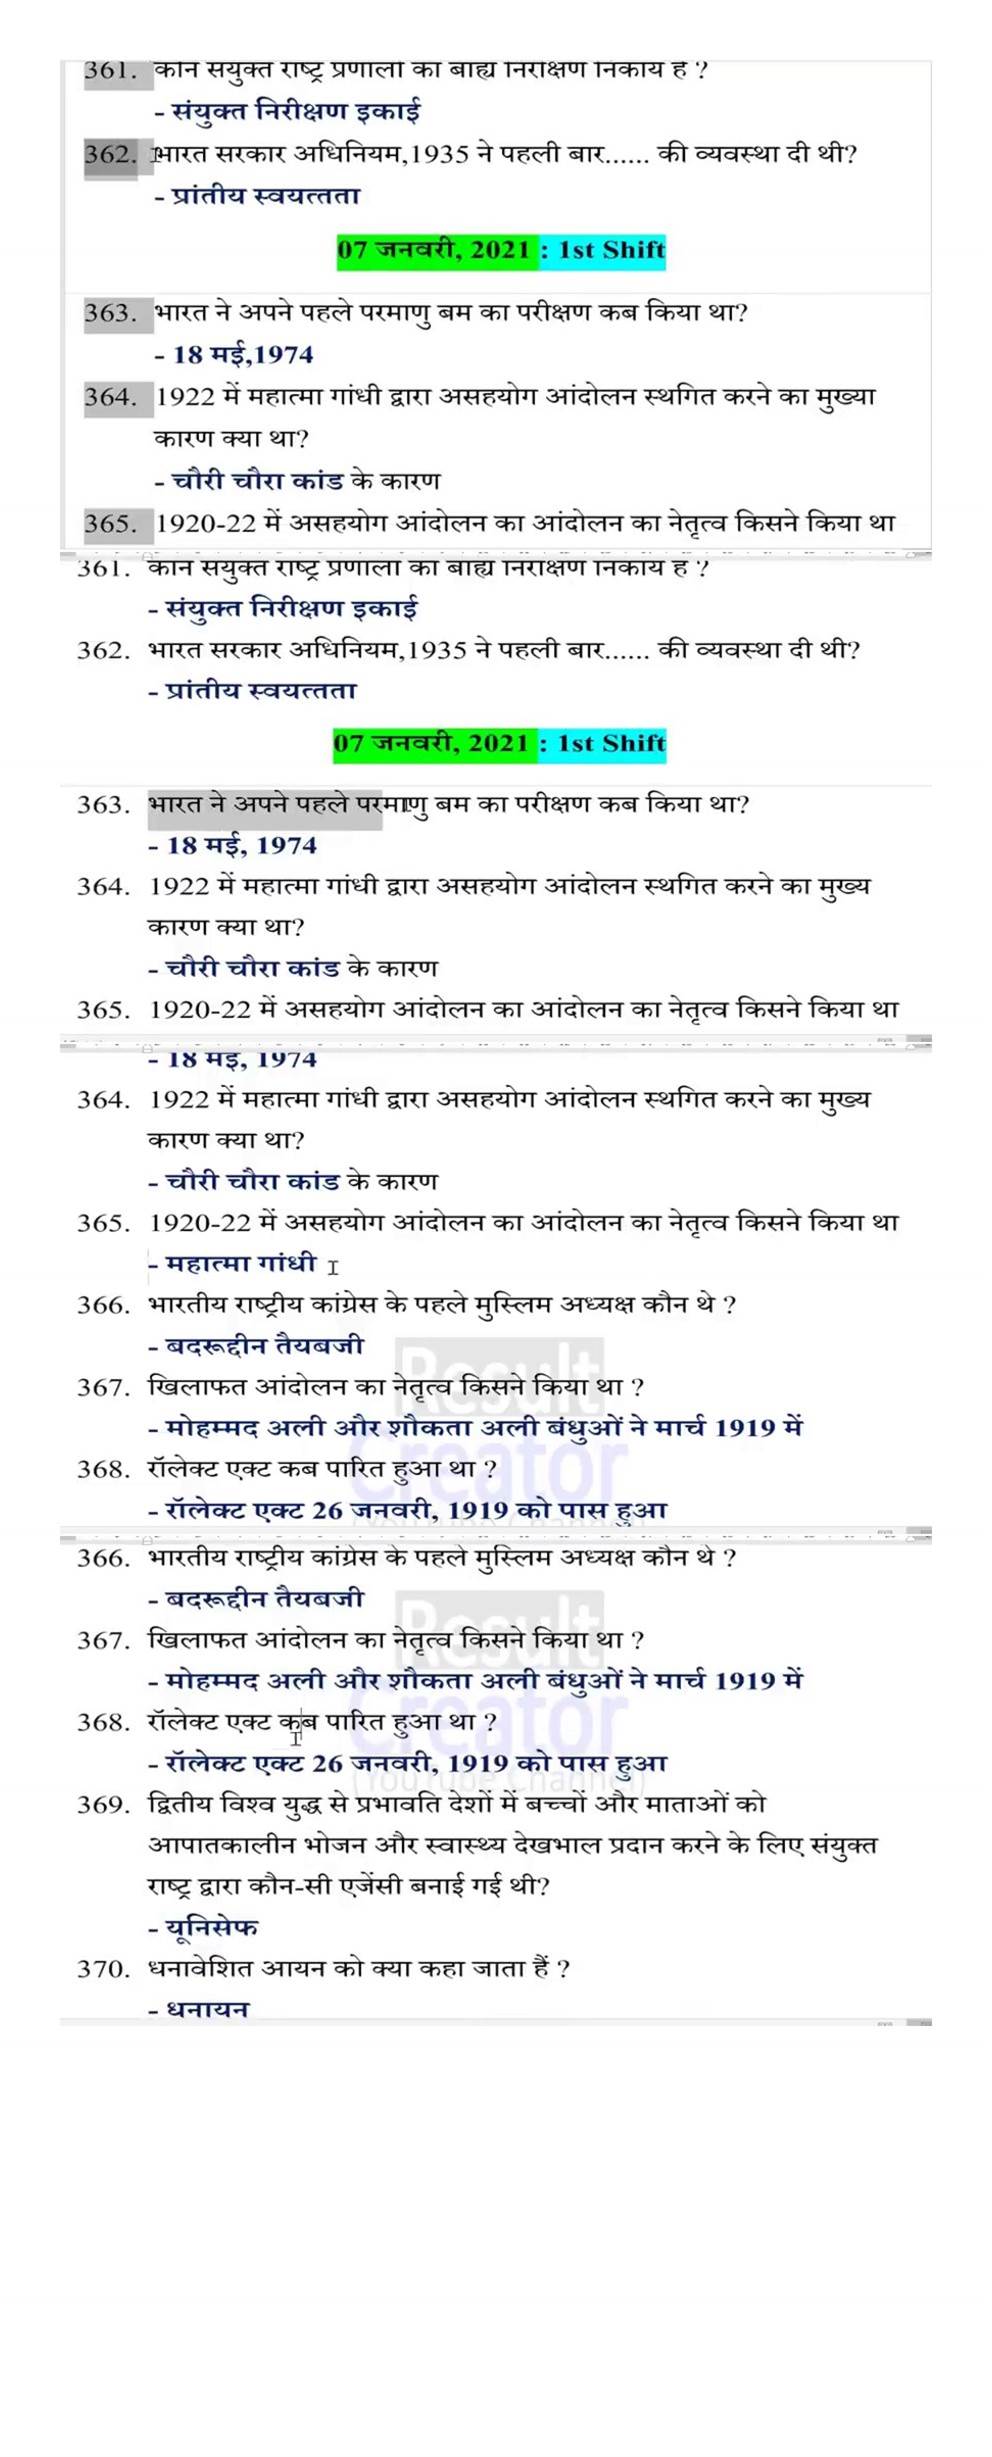 361. कौन संयुक्त राष्ट्र प्रणाली का बाह्य निरीक्षण निकाय है ?
- संयुक्त निरीक्षण इकाई
362. भारत सरकार अधिनियम,1935 ने पहली बार...... की व्यवस्था दी थी?
- प्रांतीय स्वयत्तता
07 जनवरी, 2021 : 1st Shift
363. भारत ने अपने पहले परमाणु बम का परीक्षण कब किया था?
- 18 मई,1974
364. 1922 में महात्मा गांधी द्वारा असहयोग आंदोलन स्थगित करने का मुख्या
कारण क्या था?
- चौरी चौरा कांड के कारण
365. 1920-22 में असहयोग आंदोलन का आंदोलन का नेतृत्व किसने किया था
361. कौन संयुक्त राष्ट्र प्रणाली का बाह्य निरीक्षण निकाय है ?
- संयुक्त निरीक्षण इकाई
362. भारत सरकार अधिनियम,1935 ने पहली बार...... की व्यवस्था दी थी?
- प्रांतीय स्वयत्तता
07 जनवरी, 2021 : 1st Shift
363. भारत ने अपने पहले परमाणु बम का परीक्षण कब किया था?
- 18 मई, 1974
364. 1922 में महात्मा गांधी द्वारा असहयोग आंदोलन स्थगित करने का मुख्य
कारण क्या था?
- चौरी चौरा कांड के कारण
365. 1920-22 में असहयोग आंदोलन का आंदोलन का नेतृत्व किसने किया था
- 18 मई, 1974
364. 1922 में महात्मा गांधी द्वारा असहयोग आंदोलन स्थगित करने का मुख्य
कारण क्या था?
- चौरी चौरा कांड के कारण
365. 1920-22 में असहयोग आंदोलन का आंदोलन का नेतृत्व किसने किया था
- महात्मा गांधी
366. भारतीय राष्ट्रीय कांग्रेस के पहले मुस्लिम अध्यक्ष कौन थे ?
- बदरूद्दीन तैयबजी
Result
367. खिलाफत आंदोलन का नेतृत्व किसने किया था ?
- मोहम्मद अली और शौकता अली बंधुओं ने मार्च 1919 में
Creator
368. रॉलेक्ट एक्ट कब पारित हुआ था ?
- रॉलेक्ट एक्ट 26 जनवरी, 1919 को पास हुआ
366. भारतीय राष्ट्रीय कांग्रेस के पहले मुस्लिम अध्यक्ष कौन थे ?
- बदरूद्दीन तैयबजी
Result
367. खिलाफत आंदोलन का नेतृत्व किसने किया था ?
- मोहम्मद अली और शौकता अली बंधुओं ने मार्च 1919 में
Creator
368. रॉलेक्ट एक्ट कब पारित हुआ था ?
- रॉलेक्ट एक्ट 26 जनवरी, 1919 को पास हुआ
(YouTube Channel)
369. द्वितीय विश्व युद्ध से प्रभावति देशों में बच्चों और माताओं को
आपातकालीन भोजन और स्वास्थ्य देखभाल प्रदान करने के लिए संयुक्त
राष्ट्र द्वारा कौन-सी एजेंसी बनाई गई थी?
- यूनिसेफ
370. धनावेशित आयन को क्या कहा जाता हैं ?
- धनायन